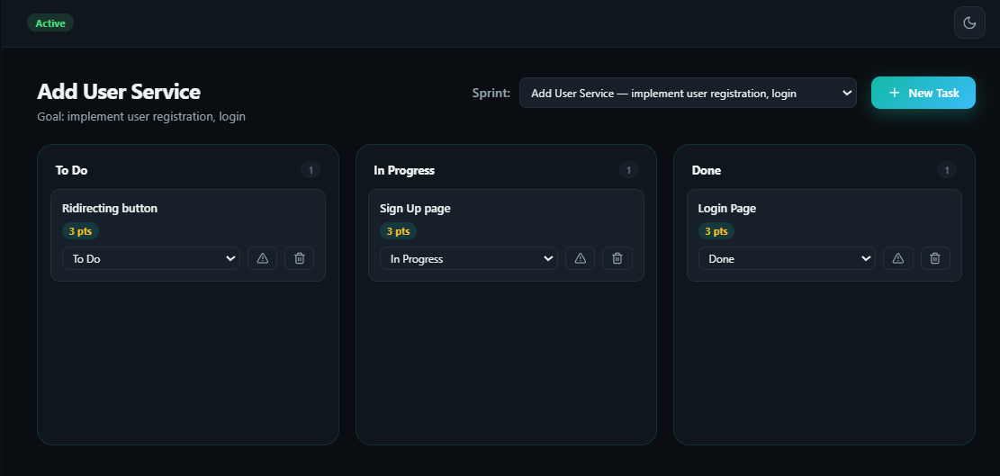 Active
Add User Service
Goal: implement user registration, login
Sprint:
Add User Service — implement user registration, login
New Task
To Do
1
Ridirecting button
3 pts
To Do
In Progress
1
Sign Up page
3 pts
In Progress
Done
1
Login Page
3 pts
Done